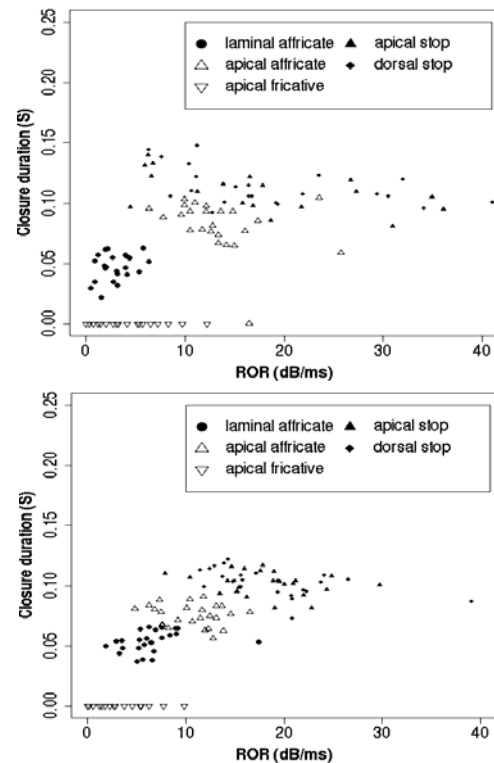 0.25
0.20
0.15
0.10
0.05
0.00
Closure duration (S)
laminal affricate
apical stop
apical affricate
dorsal stop
apical fricative
0 10 20 30 40
ROR (dB/ms)
0.25
0.20
0.15
0.10
0.05
0.00
Closure duration (S)
laminal affricate
apical stop
apical affricate
dorsal stop
apical fricative
0 10 20 30 40
ROR (dB/ms)